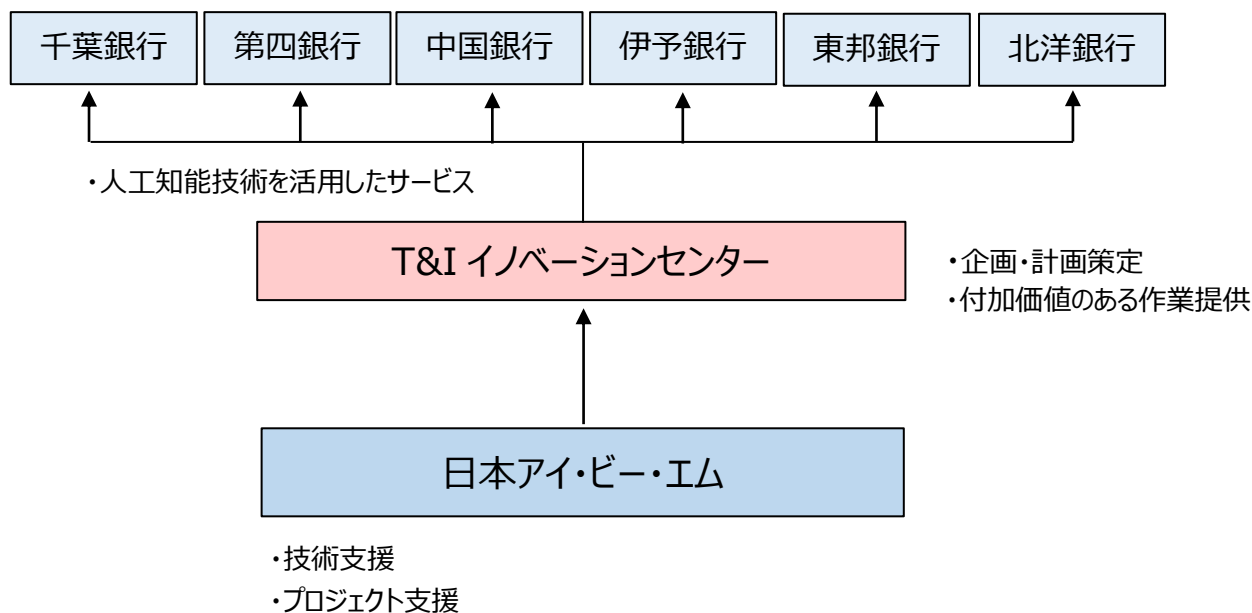 千葉銀行
第四銀行
中国銀行
伊予銀行
東邦銀行
北洋銀行
・人工知能技術を活用したサービス
T&I イノベーションセンター
・企画・計画策定
・付加価値のある作業提供
日本アイ・ビー・エム
・技術支援
・プロジェクト支援